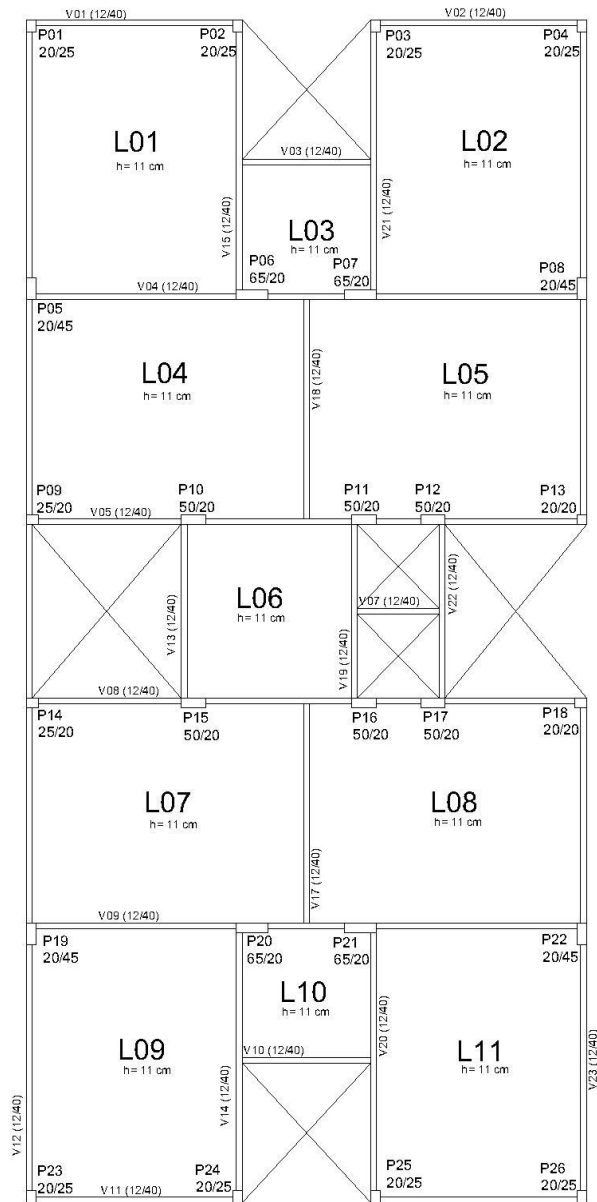 V01 (12/40)
V02 (12/40)
P01
20/25
P02
20/25
P03
20/25
P04
20/25
L01
h= 11 cm
L02
h= 11 cm
V03 (12/40)
V15 (12/40)
V21 (12/40)
L03
h= 11 cm
P06
65/20
P07
65/20
P08
20/45
V04 (12/40)
P05
20/45
L04
h= 11 cm
V18 (12/40)
L05
h= 11 cm
P09
25/20
V05 (12/40)
P10
50/20
P11
50/20
P12
50/20
P13
20/20
V13 (12/40)
L06
h= 11 cm
V07 (12/40)
V22 (12/40)
V19 (12/40)
V08 (12/40)
P14
25/20
P15
50/20
P16
50/20
P17
50/20
P18
20/20
L07
h= 11 cm
L08
h= 11 cm
V17 (12/40)
V09 (12/40)
P19
20/45
P20
65/20
P21
65/20
P22
20/45
L10
h= 11 cm
V10 (12/40)
V20 (12/40)
L09
h= 11 cm
L11
h= 11 cm
V12 (12/40)
V14 (12/40)
V23 (12/40)
P23
20/25
V11 (12/40)
P24
20/25
P25
20/25
P26
20/25